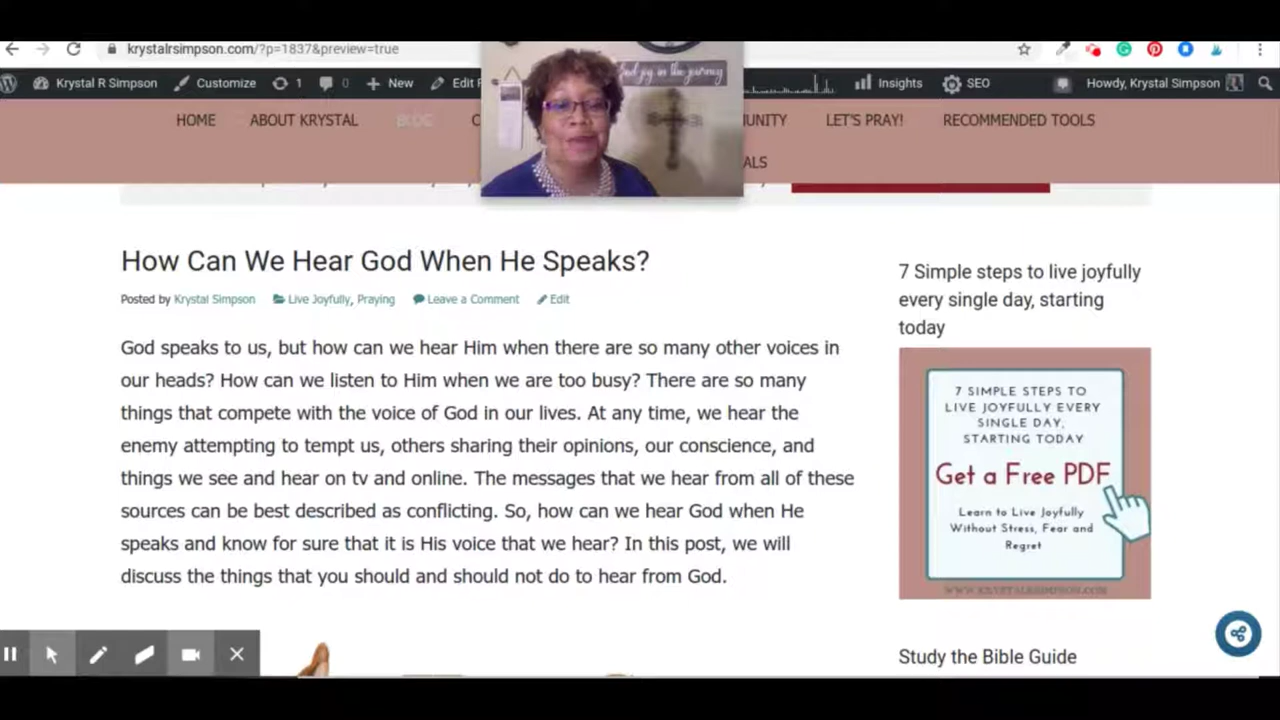 krystalrsimpson.com/?p=1837&preview=true
Krystal R Simpson Customize 1 0 New Edit Insights SEO Howdy, Krystal Simpson
joy in the journey
HOME ABOUT KRYSTAL BLOG LET'S PRAY! RECOMMENDED TOOLS
How Can We Hear God When He Speaks?
Posted by Krystal Simpson Live Joyfully, Praying Leave a Comment Edit
God speaks to us, but how can we hear Him when there are so many other voices in
our heads? How can we listen to Him when we are too busy? There are so many
things that compete with the voice of God in our lives. At any time, we hear the
enemy attempting to tempt us, others sharing their opinions, our conscience, and
things we see and hear on tv and online. The messages that we hear from all of these
sources can be best described as conflicting. So, how can we hear God when He
speaks and know for sure that it is His voice that we hear? In this post, we will
discuss the things that you should and should not do to hear from God.
7 Simple steps to live joyfully
every single day, starting
today
7 SIMPLE STEPS TO
LIVE JOYFULLY EVERY
SINGLE DAY,
STARTING TODAY
Get a Free PDF
Learn to Live Joyfully
Without Stress, Fear and
Regret
WWW.KRYSTALRSIMPSON.COM
Study the Bible Guide